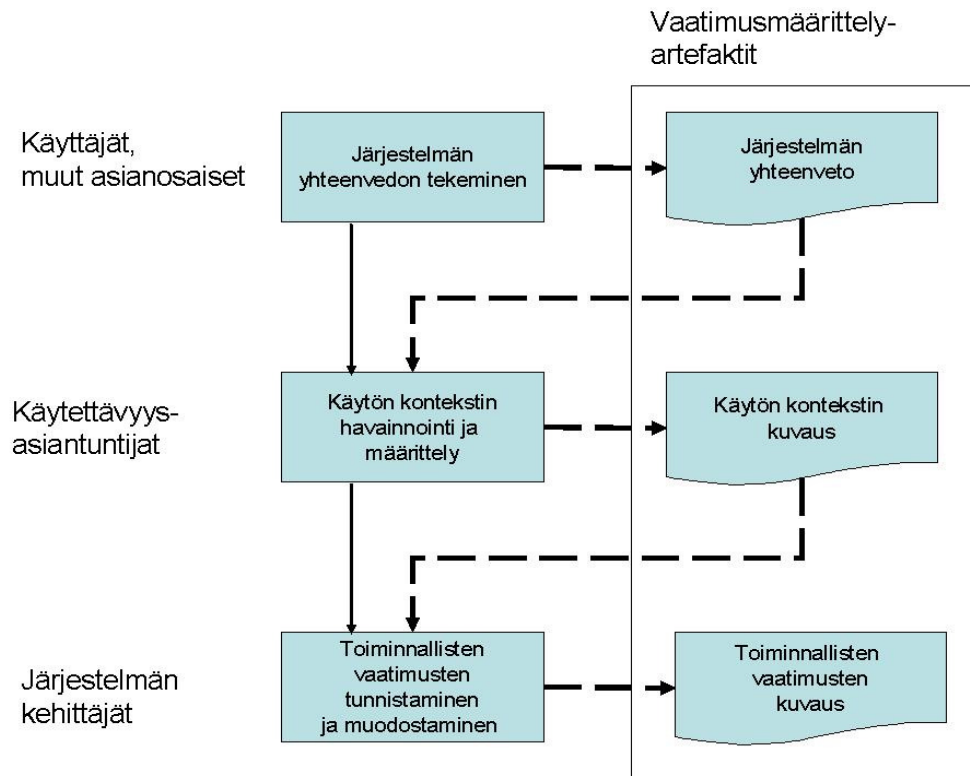 Vaatimusmäärittely-
artefaktit
Käyttäjät,
muut asianosaiset
Järjestelmän
yhteenvedon tekeminen
Järjestelmän
yhteenveto
Käytettävyys-
asiantuntijat
Käytön kontekstin
havainnointi ja
määrittely
Käytön kontekstin
kuvaus
Järjestelmän
kehittäjät
Toiminnallisten
vaatimusten
tunnistaminen
ja muodostaminen
Toiminnallisten
vaatimusten
kuvaus